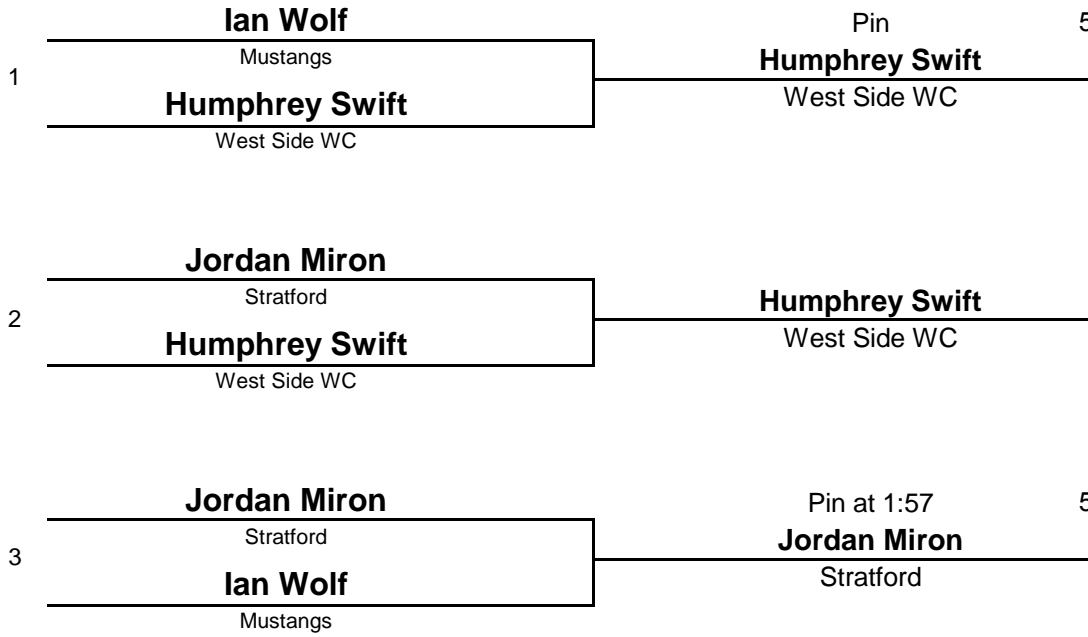 Ian Wolf
Pin 5
Mustangs
Humphrey Swift
1
Humphrey Swift
West Side WC
West Side WC
Jordan Miron
Stratford
Humphrey Swift
2
Humphrey Swift
West Side WC
West Side WC
Jordan Miron
Pin at 1:57 5
Stratford
Jordan Miron
3
Ian Wolf
Stratford
Mustangs